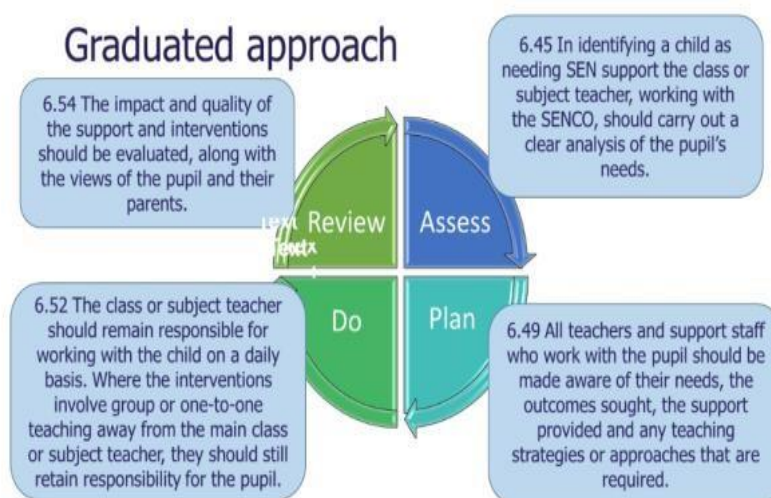 Graduated approach
6.54 The impact and quality of
the support and interventions
should be evaluated, along with
the views of the pupil and their
parents.
6.45 In identifying a child as
needing SEN support the class or
subject teacher, working with
the SENCO, should carry out a
clear analysis of the pupil's
needs.
Review
Assess
Do
Plan
6.52 The class or subject teacher
should remain responsible for
working with the child on a daily
basis. Where the interventions
involve group or one-to-one
teaching away from the main class
or subject teacher, they should still
retain responsibility for the pupil.
6.49 All teachers and support staff
who work with the pupil should be
made aware of their needs, the
outcomes sought, the support
provided and any teaching
strategies or approaches that are
required.